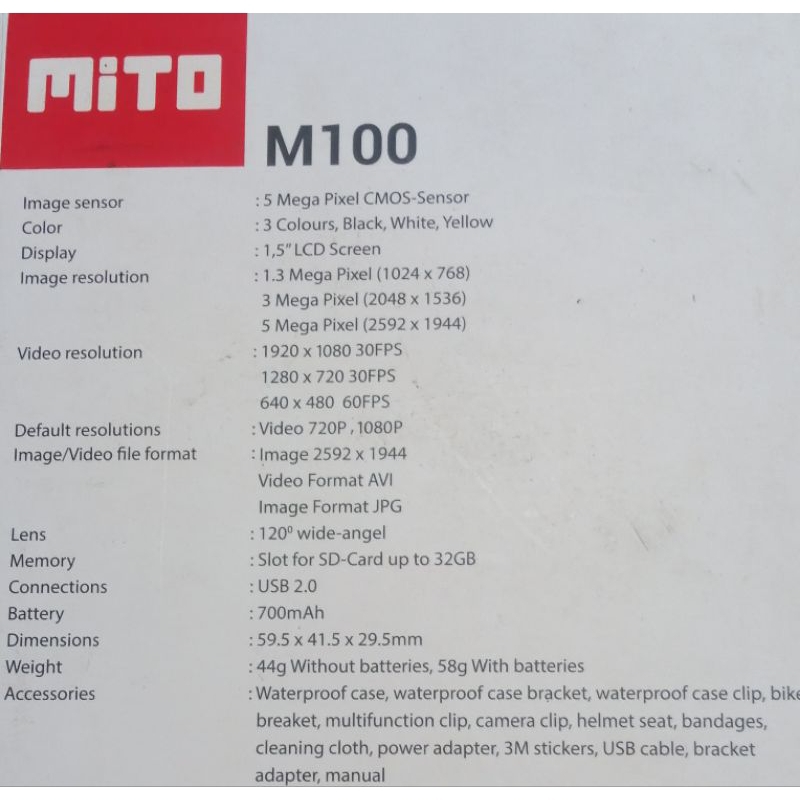 MiTO
M100
Image sensor : 5 Mega Pixel CMOS-Sensor
Color : 3 Colours, Black, White, Yellow
Display : 1,5” LCD Screen
Image resolution : 1.3 Mega Pixel (1024 x 768)
3 Mega Pixel (2048 x 1536)
5 Mega Pixel (2592 x 1944)
Video resolution : 1920 x 1080 30FPS
1280 x 720 30FPS
640 x 480 60FPS
Default resolutions : Video 720P , 1080P
Image/Video file format : Image 2592 x 1944
Video Format AVI
Image Format JPG
Lens : 120⁰ wide-angel
Memory : Slot for SD-Card up to 32GB
Connections : USB 2.0
Battery : 700mAh
Dimensions : 59.5 x 41.5 x 29.5mm
Weight : 44g Without batteries, 58g With batteries
Accessories : Waterproof case, waterproof case bracket, waterproof case clip, bike
breaket, multifunction clip, camera clip, helmet seat, bandages,
cleaning cloth, power adapter, 3M stickers, USB cable, bracket
adapter, manual